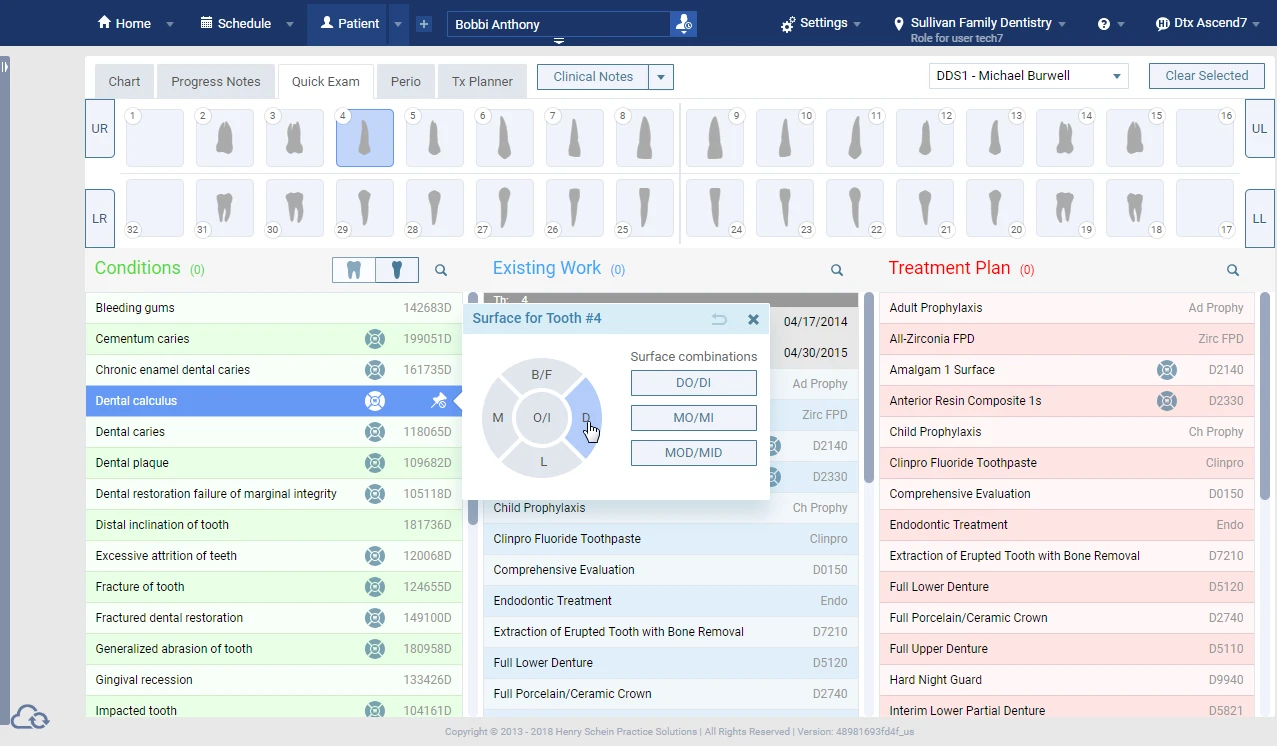 Home Schedule Patient + Bobbi Anthony Settings Sullivan Family Dentistry ? Dtx Ascend7
Role for user tech7
Chart Progress Notes Quick Exam Perio Tx Planner Clinical Notes DDS1 - Michael Burwell Clear Selected
UR 1 2 3 4 5 6 7 8 9 10 11 12 13 14 15 16 UL
LR 32 31 30 29 28 27 26 25 24 23 22 21 20 19 18 17 LL
Conditions (0)
Bleeding gums 142683D
Cementum caries 199051D
Chronic enamel dental caries 161735D
Dental calculus
Dental caries 118065D
Dental plaque 109682D
Dental restoration failure of marginal integrity 105118D
Distal inclination of tooth 181736D
Excessive attrition of teeth 120068D
Fracture of tooth 124655D
Fractured dental restoration 149100D
Generalized abrasion of tooth 180958D
Gingival recession 133426D
Impacted tooth 104161D
Existing Work (0)
Th: 4
04/17/2014
04/30/2015
Ad Prophy
Zirc FPD
D2140
D2330
Child Prophylaxis Ch Prophy
Clinpro Fluoride Toothpaste Clinpro
Comprehensive Evaluation D0150
Endodontic Treatment Endo
Extraction of Erupted Tooth with Bone Removal D7210
Full Lower Denture D5120
Full Porcelain/Ceramic Crown D2740
Surface for Tooth #4
B/F
M O/I D
L
Surface combinations
DO/DI
MO/MI
MOD/MID
Treatment Plan (0)
Adult Prophylaxis Ad Prophy
All-Zirconia FPD Zirc FPD
Amalgam 1 Surface D2140
Anterior Resin Composite 1s D2330
Child Prophylaxis Ch Prophy
Clinpro Fluoride Toothpaste Clinpro
Comprehensive Evaluation D0150
Endodontic Treatment Endo
Extraction of Erupted Tooth with Bone Removal D7210
Full Lower Denture D5120
Full Porcelain/Ceramic Crown D2740
Full Upper Denture D5110
Hard Night Guard D9940
Interim Lower Partial Denture D5821
Copyright © 2013 - 2018 Henry Schein Practice Solutions | All Rights Reserved | Version: 48981693fd4f_us